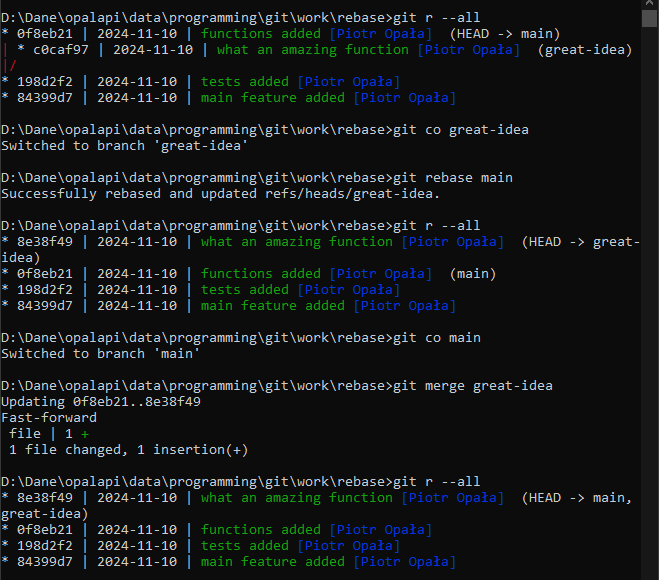 D:\Dane\opalapi\data\programming\git\work\rebase>git r --all
* 0f8eb21 | 2024-11-10 | functions added [Piotr Opała]  (HEAD -> main)
| * c0caf97 | 2024-11-10 | what an amazing function [Piotr Opała]  (great-idea)
|/
* 198d2f2 | 2024-11-10 | tests added [Piotr Opała]
* 84399d7 | 2024-11-10 | main feature added [Piotr Opała]
D:\Dane\opalapi\data\programming\git\work\rebase>git co great-idea
Switched to branch 'great-idea'
D:\Dane\opalapi\data\programming\git\work\rebase>git rebase main
Successfully rebased and updated refs/heads/great-idea.
D:\Dane\opalapi\data\programming\git\work\rebase>git r --all
* 8e38f49 | 2024-11-10 | what an amazing function [Piotr Opała]  (HEAD -> great-
idea)
* 0f8eb21 | 2024-11-10 | functions added [Piotr Opała]  (main)
* 198d2f2 | 2024-11-10 | tests added [Piotr Opała]
* 84399d7 | 2024-11-10 | main feature added [Piotr Opała]
D:\Dane\opalapi\data\programming\git\work\rebase>git co main
Switched to branch 'main'
D:\Dane\opalapi\data\programming\git\work\rebase>git merge great-idea
Updating 0f8eb21..8e38f49
Fast-forward
 file | 1 +
 1 file changed, 1 insertion(+)
D:\Dane\opalapi\data\programming\git\work\rebase>git r --all
* 8e38f49 | 2024-11-10 | what an amazing function [Piotr Opała]  (HEAD -> main,
great-idea)
* 0f8eb21 | 2024-11-10 | functions added [Piotr Opała]
* 198d2f2 | 2024-11-10 | tests added [Piotr Opała]
* 84399d7 | 2024-11-10 | main feature added [Piotr Opała]